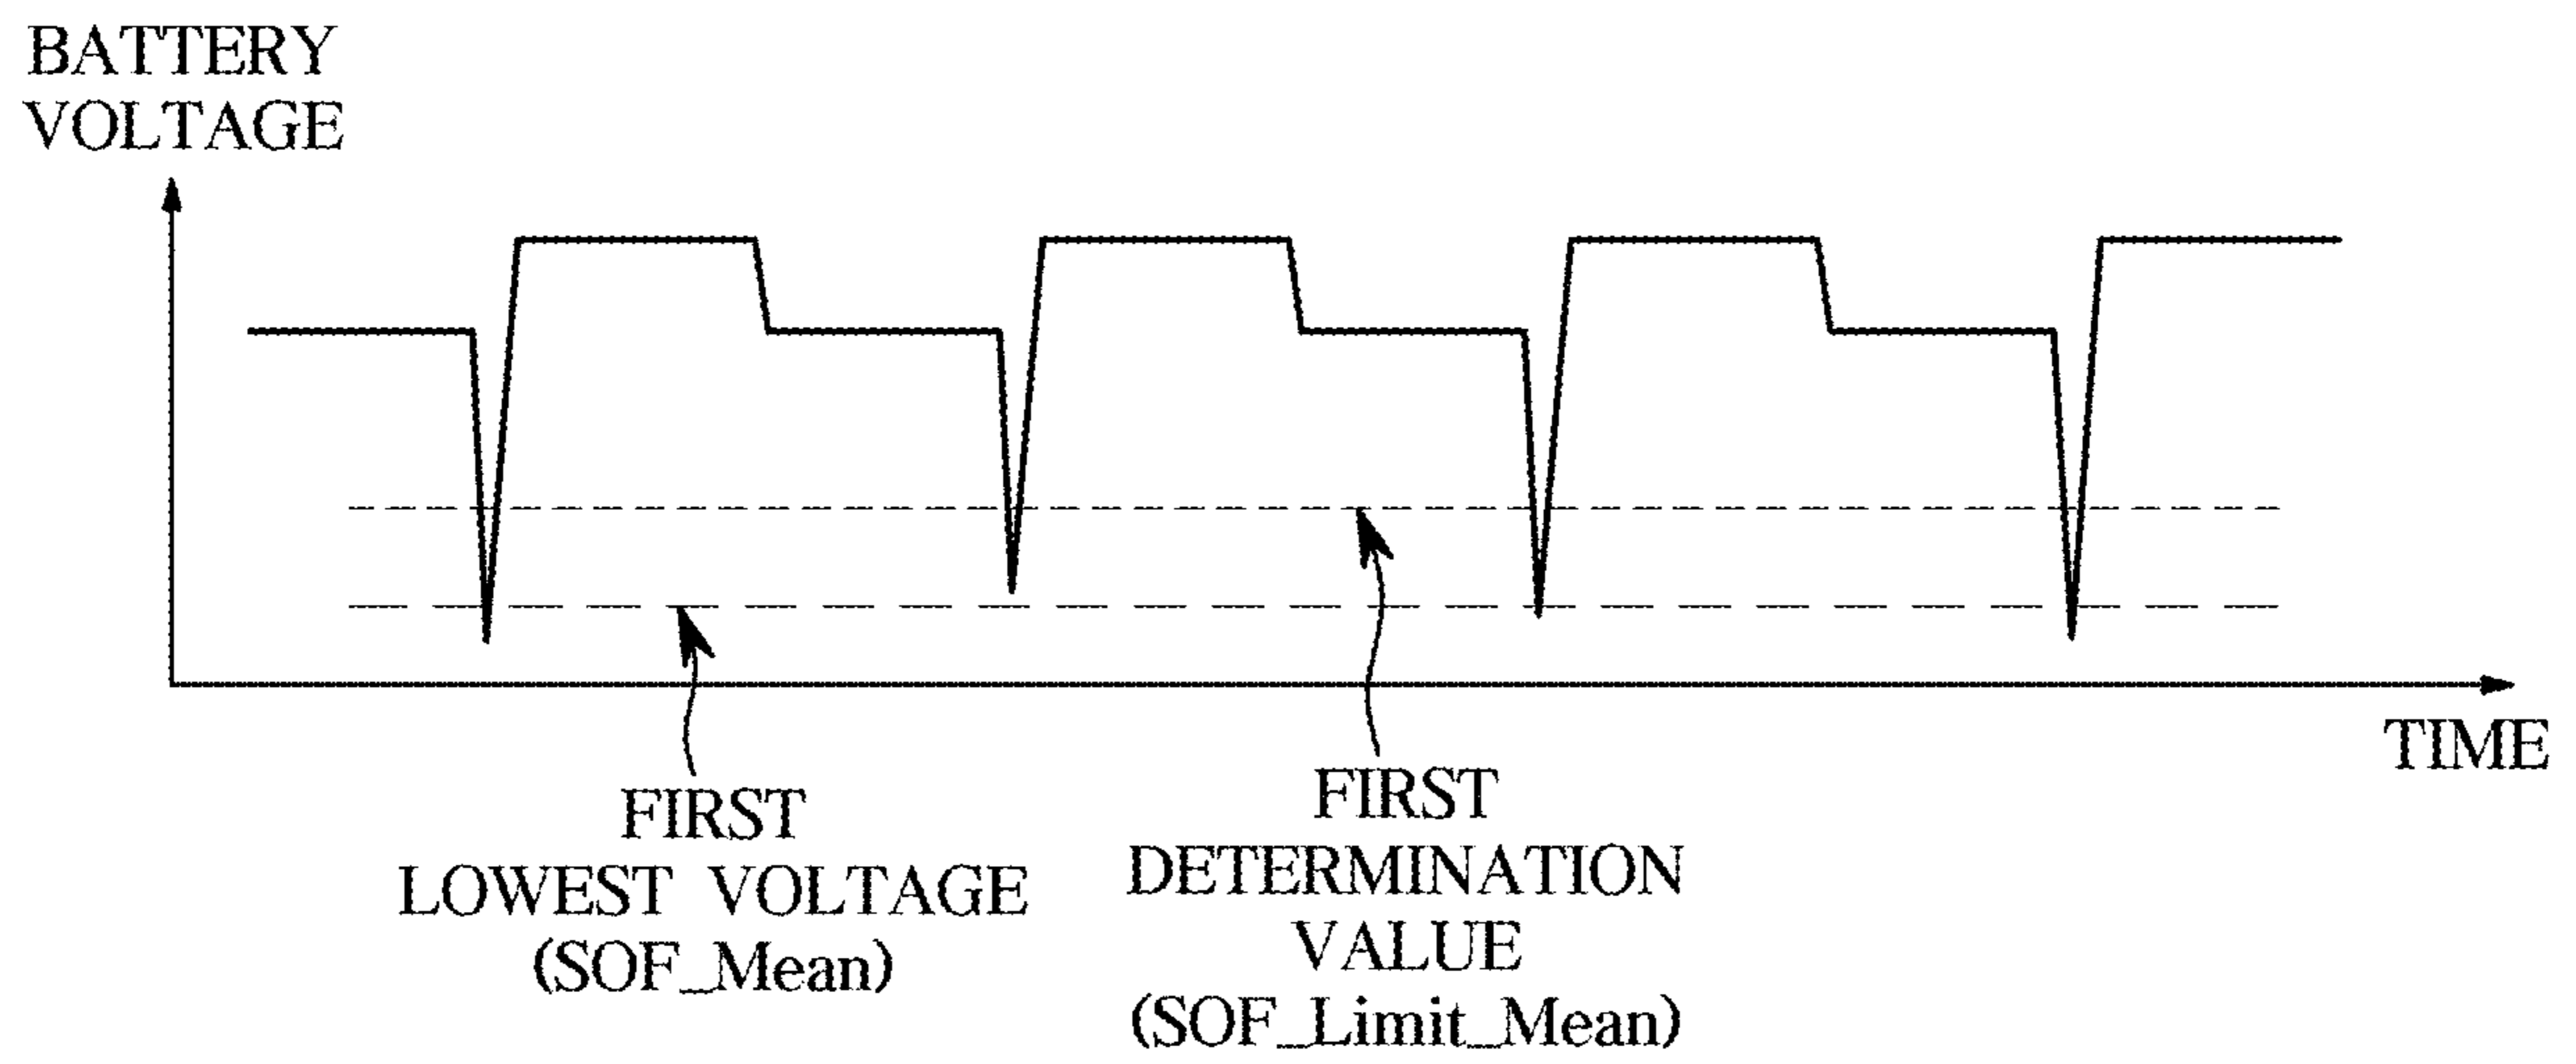 BATTERY
VOLTAGE
TIME
FIRST
LOWEST VOLTAGE
(SOF_Mean)
FIRST
DETERMINATION
VALUE
(SOF_Limit_Mean)